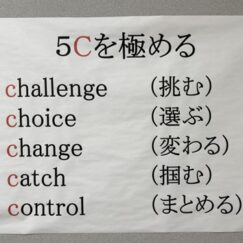 5Cを極める
challenge （挑む）
choice （選ぶ）
change （変わる）
catch （掴む）
control （まとめる）